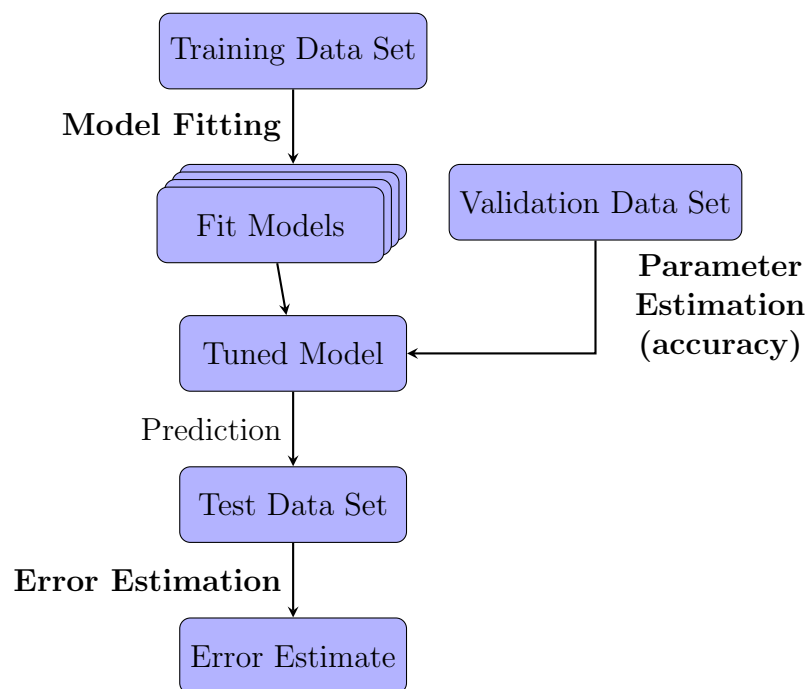 Training Data Set
Model Fitting
Fit Models
Validation Data Set
Parameter
Estimation
(accuracy)
Tuned Model
Prediction
Test Data Set
Error Estimation
Error Estimate